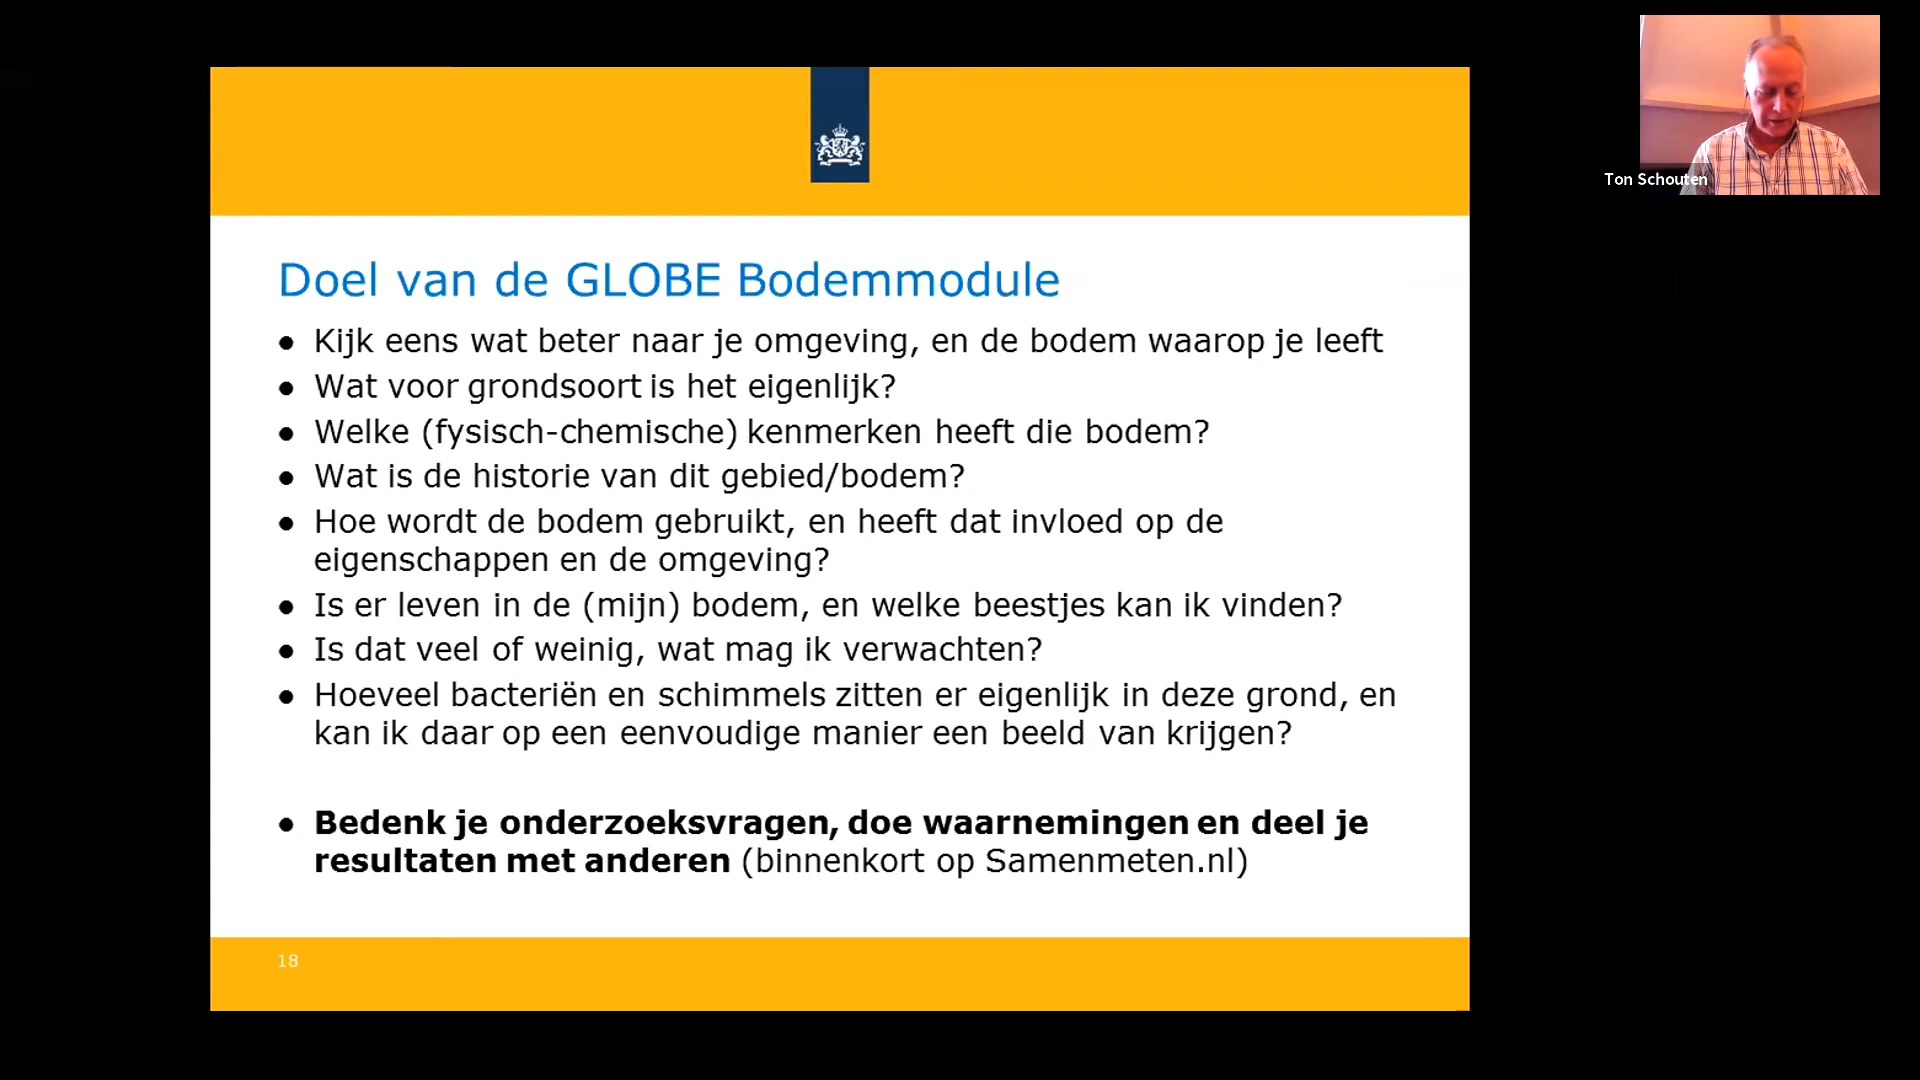 Doel van de GLOBE Bodemmodule
• Kijk eens wat beter naar je omgeving, en de bodem waarop je leeft
• Wat voor grondsoort is het eigenlijk?
• Welke (fysisch-chemische) kenmerken heeft die bodem?
• Wat is de historie van dit gebied/bodem?
• Hoe wordt de bodem gebruikt, en heeft dat invloed op de
eigenschappen en de omgeving?
• Is er leven in de (mijn) bodem, en welke beestjes kan ik vinden?
• Is dat veel of weinig, wat mag ik verwachten?
• Hoeveel bacteriën en schimmels zitten er eigenlijk in deze grond, en
kan ik daar op een eenvoudige manier een beeld van krijgen?
• Bedenk je onderzoeksvragen, doe waarnemingen en deel je
resultaten met anderen (binnenkort op Samenmeten.nl)
18
Ton Schouten